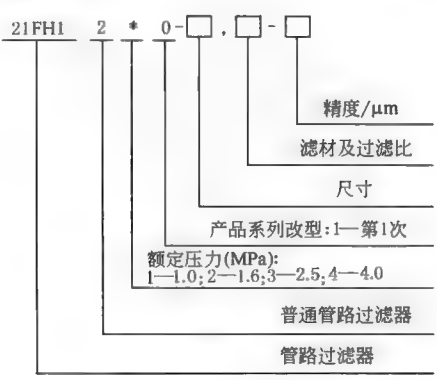 21FH1 2 * 0-□.□-□
精度/μm
滤材及过滤比
尺寸
产品系列改型:1—第1次
额定压力(MPa):
1—1.0;2—1.6;3—2.5;4—4.0
普通管路过滤器
管路过滤器